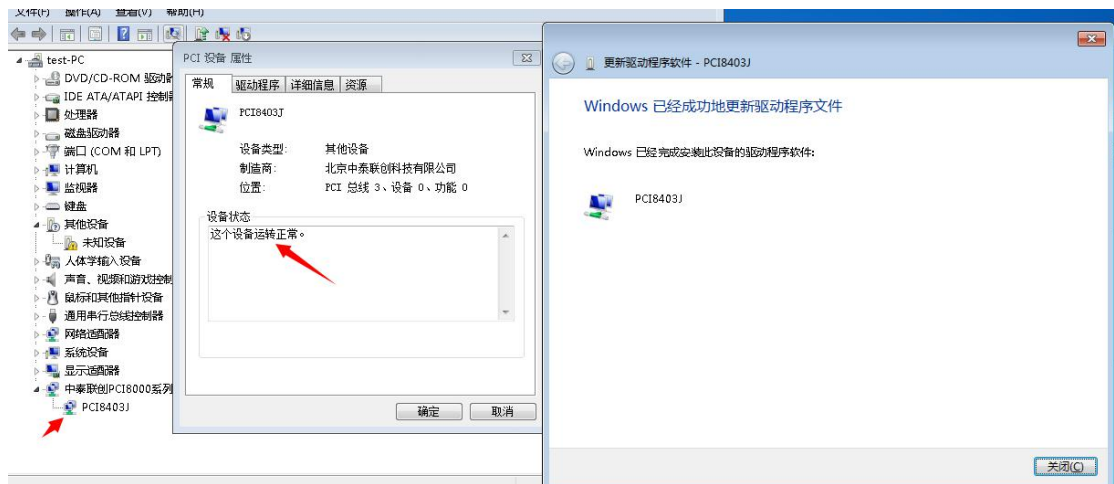 文件(F) 操作(A) 查看(V) 帮助(H)
test-PC
DVD/CD-ROM 驱动
IDE ATA/ATAPI 控制
处理器
磁盘驱动器
端口 (COM 和 LPT)
计算机
监视器
键盘
其他设备
未知设备
人体学输入设备
声音、视频和游戏控制
鼠标和其他指针设备
通用串行总线控制器
网络适配器
系统设备
显示适配器
中泰联创PCI8000系列
PCI8403J
PCI 设备 属性
常规 驱动程序 详细信息 资源
PCI8403J
设备类型: 其他设备
制造商: 北京中泰联创科技有限公司
位置: PCI 总线 3、设备 0、功能 0
设备状态
这个设备运转正常。
确定 取消
更新驱动程序软件 - PCI8403J
Windows 已经成功地更新驱动程序文件
Windows 已经完成安装此设备的驱动程序软件:
PCI8403J
关闭(C)